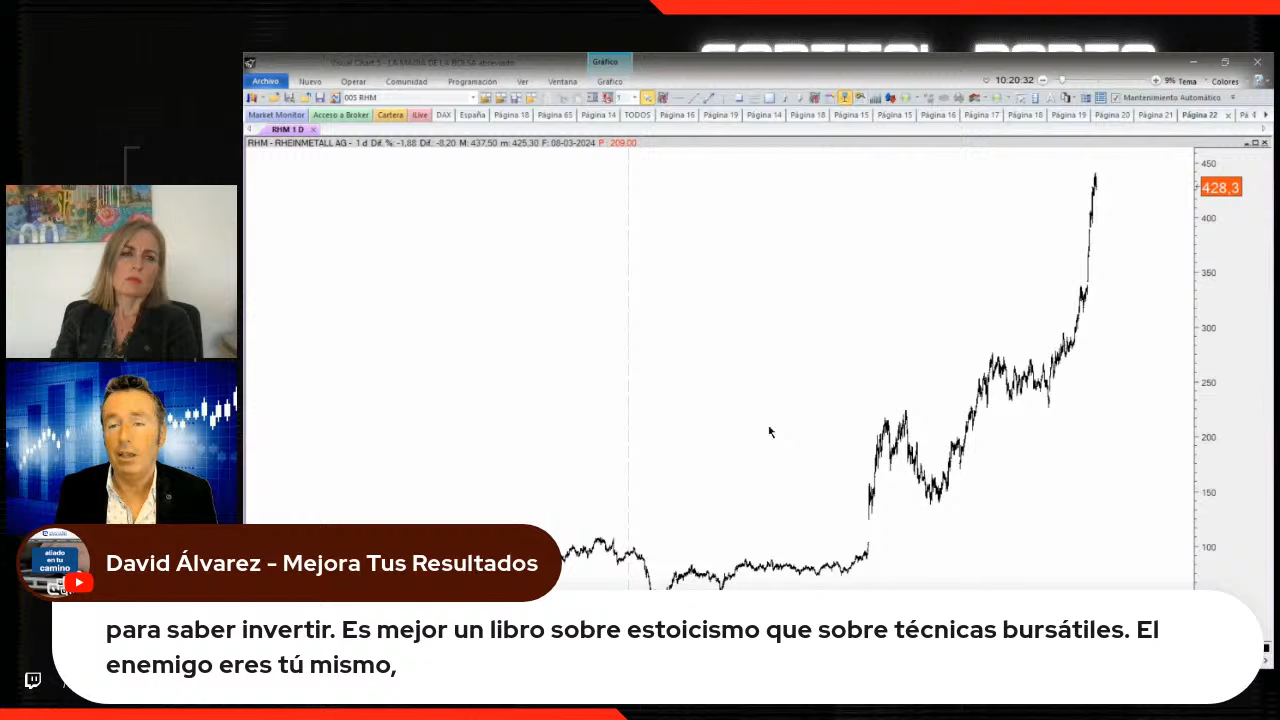 Visual Chart 5 - LA MAGIA DE LA BOLSA abreviado
Gráfico
Archivo Nuevo Operar Comunidad Programación Ver Ventana Gráfico
10:20:32 9% Tema Colores
005 RHM 1 Mantenimiento Automático
Market Monitor Acceso a Broker Cartera iLive DAX España Página 18 Página 65 Página 14 TODOS Página 16 Página 19 Página 14 Página 18 Página 15 Página 15 Página 16 Página 17 Página 18 Página 19 Página 20 Página 21 Página 22
RHM 1 D
RHM - RHEINMETALL AG - 1 d Dif. %: -1,88 Dif.: -8,20 M: 437,50 m: 425,30 F: 08-03-2024 P: 209.00
450
428,3
400
350
300
250
200
150
100
aliado
en tu
camino
David Álvarez - Mejora Tus Resultados
para saber invertir. Es mejor un libro sobre estoicismo que sobre técnicas bursátiles. El
enemigo eres tú mismo,